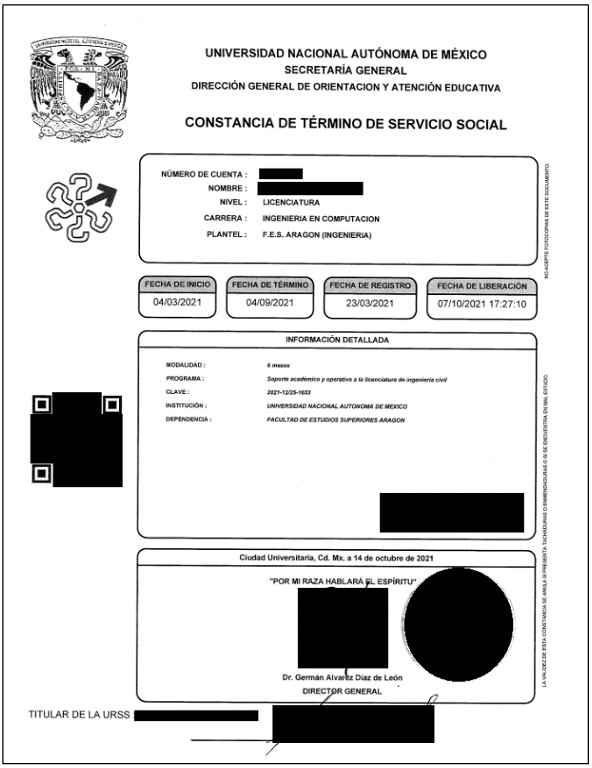 UNIVERSIDAD NACIONAL AUTÓNOMA DE MÉXICO
SECRETARÍA GENERAL
DIRECCIÓN GENERAL DE ORIENTACION Y ATENCIÓN EDUCATIVA
CONSTANCIA DE TÉRMINO DE SERVICIO SOCIAL
NÚMERO DE CUENTA :
NOMBRE :
NIVEL : LICENCIATURA
CARRERA : INGENIERIA EN COMPUTACION
PLANTEL : F.E.S. ARAGON (INGENIERIA)
NO ACEPTE FOTOCOPIAS DE ESTE DOCUMENTO.
FECHA DE INICIO FECHA DE TÉRMINO FECHA DE REGISTRO FECHA DE LIBERACIÓN
04/03/2021 04/09/2021 23/03/2021 07/10/2021 17:27:10
INFORMACIÓN DETALLADA
MODALIDAD : 6 meses
PROGRAMA : Soporte académico y operativo a la licenciatura de ingeniería civil
CLAVE : 2021-12/25-1653
INSTITUCIÓN : UNIVERSIDAD NACIONAL AUTONOMA DE MEXICO
DEPENDENCIA : FACULTAD DE ESTUDIOS SUPERIORES ARAGON
LA VALIDEZ DE ESTA CONSTANCIA SE ANULA SI PRESENTA TACHADURAS O ENMENDADURAS O SI SE ENCUENTRA EN MAL ESTADO.
Ciudad Universitaria, Cd. Mx. a 14 de octubre de 2021
"POR MI RAZA HABLARÁ EL ESPÍRITU"
Dr. Germán Alvarez Díaz de León
DIRECTOR GENERAL
TITULAR DE LA URSS